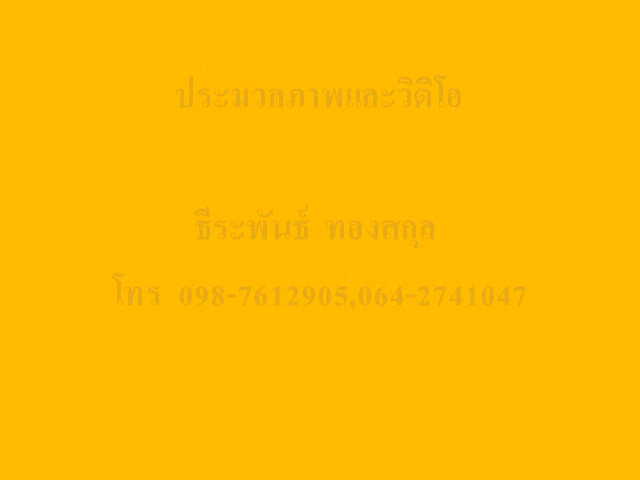 ประมวลภาพและวิดิโอ
ธีระพันธ์ ทองสกุล
โทร 098-7612905,064-2741047